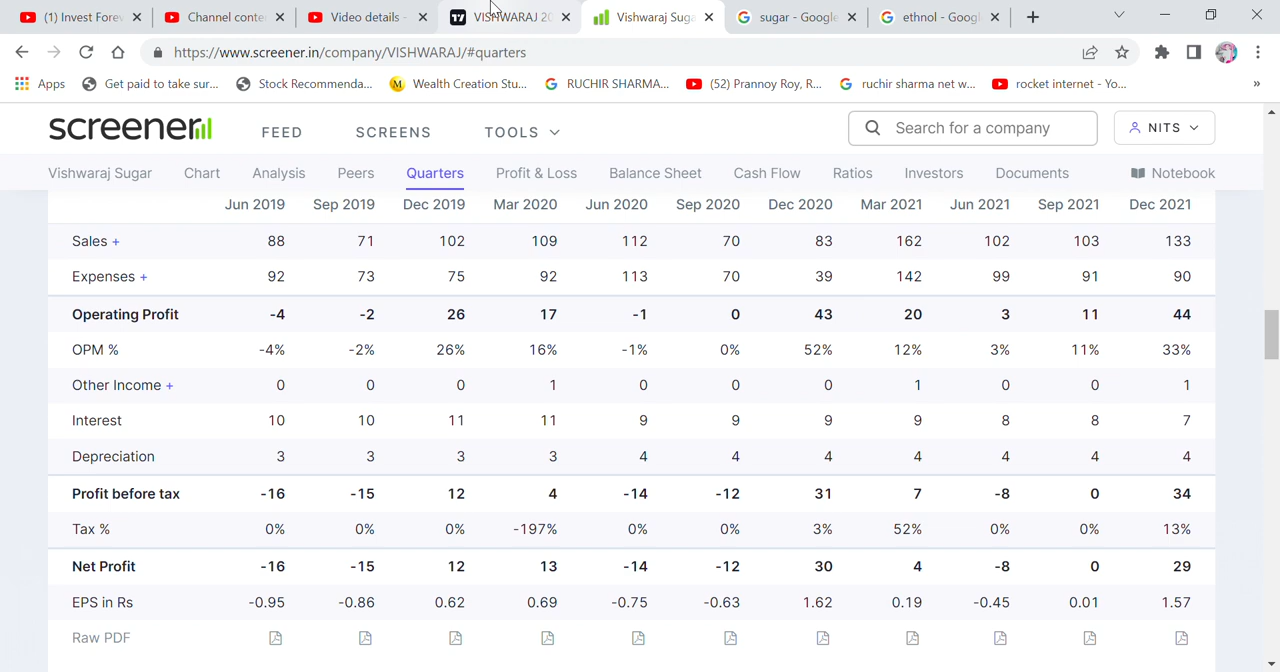 (1) Invest Forev
Channel conte
Video details -
VISHWARAJ 20
Vishwaraj Suga
sugar - Google
ethnol - Googl
https://www.screener.in/company/VISHWARAJ/#quarters
Apps Get paid to take sur... Stock Recommenda... M Wealth Creation Stu... RUCHIR SHARMA... (52) Prannoy Roy, R... ruchir sharma net w... rocket internet - Yo... »
screener FEED SCREENS TOOLS Search for a company NITS
Vishwaraj Sugar Chart Analysis Peers Quarters Profit & Loss Balance Sheet Cash Flow Ratios Investors Documents Notebook
Jun 2019 Sep 2019 Dec 2019 Mar 2020 Jun 2020 Sep 2020 Dec 2020 Mar 2021 Jun 2021 Sep 2021 Dec 2021
Sales + 88 71 102 109 112 70 83 162 102 103 133
Expenses + 92 73 75 92 113 70 39 142 99 91 90
Operating Profit -4 -2 26 17 -1 0 43 20 3 11 44
OPM % -4% -2% 26% 16% -1% 0% 52% 12% 3% 11% 33%
Other Income + 0 0 0 1 0 0 0 1 0 0 1
Interest 10 10 11 11 9 9 9 9 8 8 7
Depreciation 3 3 3 3 4 4 4 4 4 4 4
Profit before tax -16 -15 12 4 -14 -12 31 7 -8 0 34
Tax % 0% 0% 0% -197% 0% 0% 3% 52% 0% 0% 13%
Net Profit -16 -15 12 13 -14 -12 30 4 -8 0 29
EPS in Rs -0.95 -0.86 0.62 0.69 -0.75 -0.63 1.62 0.19 -0.45 0.01 1.57
Raw PDF